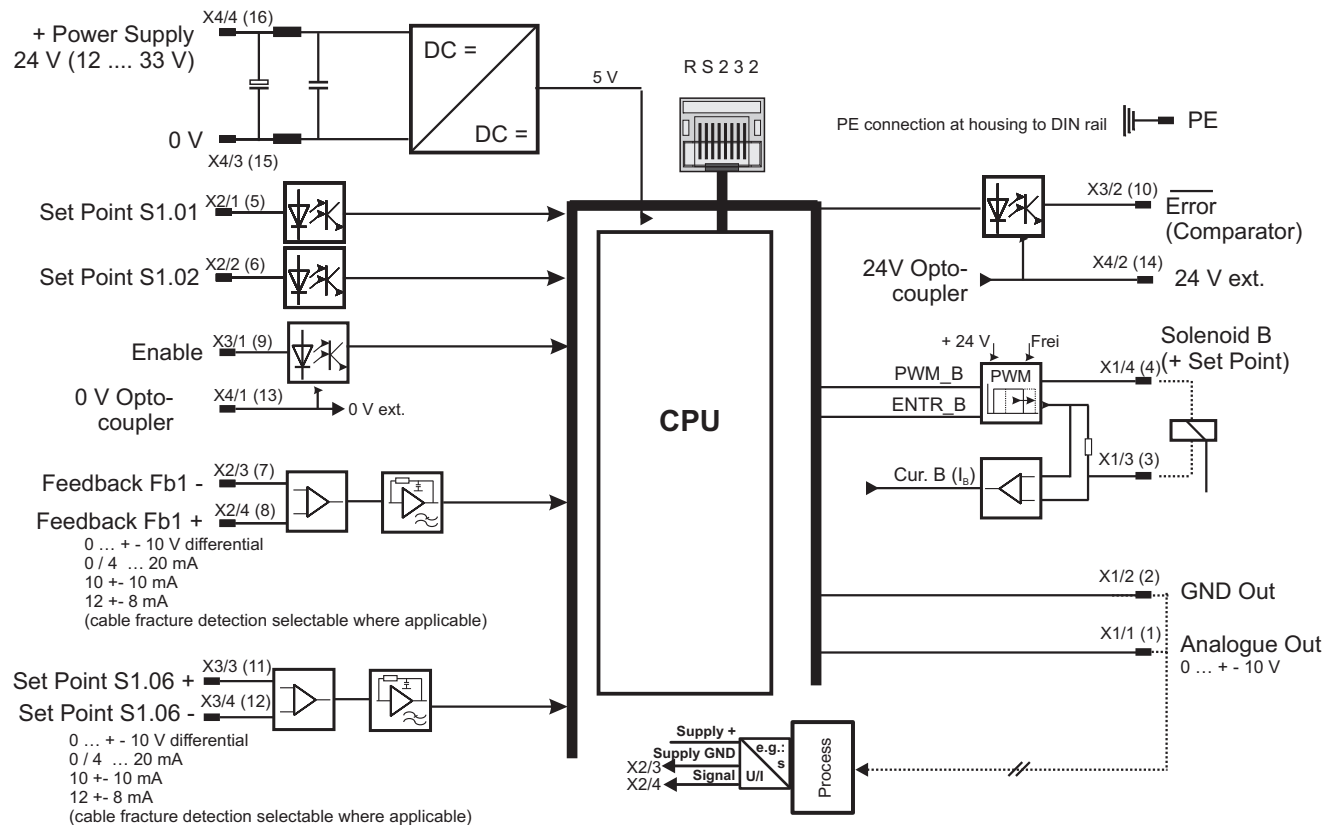 X4/4 (16)
+ Power Supply
24 V (12 .... 33 V)
0 V
X4/3 (15)
DC =
DC =
5 V
R S 2 3 2
PE connection at housing to DIN rail
PE
Set Point S1.01
X2/1 (5)
Set Point S1.02
X2/2 (6)
Enable
X3/1 (9)
0 V Opto-
coupler
X4/1 (13)
0 V ext.
Feedback Fb1 -
X2/3 (7)
Feedback Fb1 +
X2/4 (8)
0 ... + - 10 V differential
0 / 4 ... 20 mA
10 +- 10 mA
12 +- 8 mA
(cable fracture detection selectable where applicable)
Set Point S1.06 +
X3/3 (11)
Set Point S1.06 -
X3/4 (12)
0 ... + - 10 V differential
0 / 4 ... 20 mA
10 +- 10 mA
12 +- 8 mA
(cable fracture detection selectable where applicable)
CPU
X3/2 (10)
Error
(Comparator)
24V Opto-
coupler
X4/2 (14)
24 V ext.
+ 24 V
Frei
PWM_B
ENTR_B
PWM
X1/4 (4)
Solenoid B
(+ Set Point)
Cur. B (I_B)
X1/3 (3)
X1/2 (2)
GND Out
X1/1 (1)
Analogue Out
0 ... + - 10 V
Supply +
Supply GND
Signal
X2/3
X2/4
e.g.:
s
U/I
Process